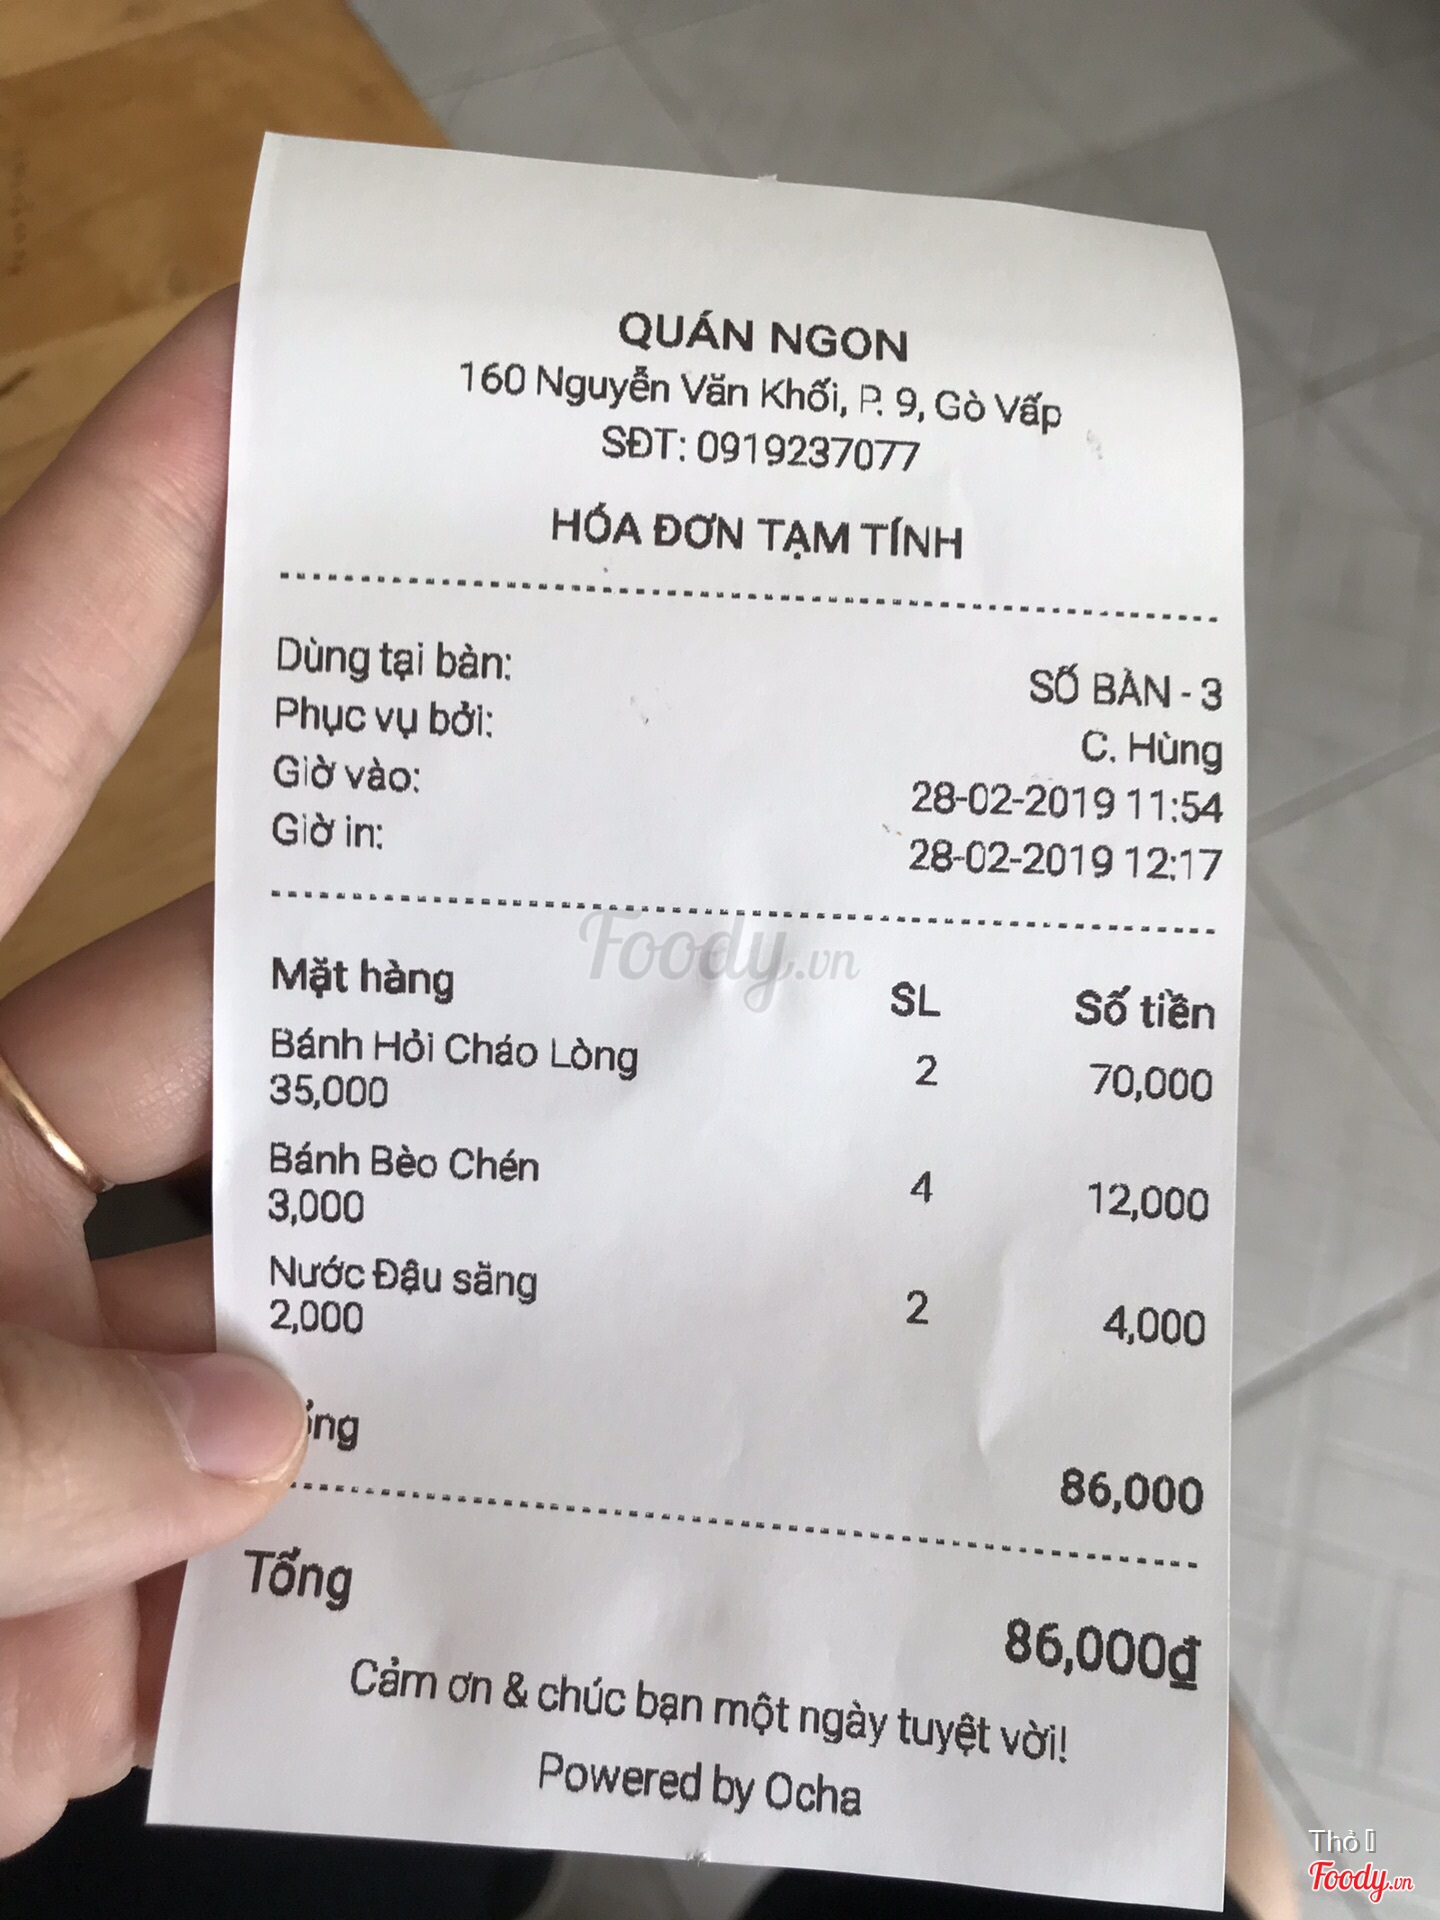 QUÁN NGON
160 Nguyễn Văn Khối, P. 9, Gò Vấp
SĐT: 0919237077
HÓA ĐƠN TẠM TÍNH
Dùng tại bàn: SỐ BÀN - 3
Phục vụ bởi: C. Hùng
Giờ vào: 28-02-2019 11:54
Giờ in: 28-02-2019 12:17
Foody.vn
Mặt hàng SL Số tiền
Bánh Hỏi Cháo Lòng 2 70,000
35,000
Bánh Bèo Chén 4 12,000
3,000
Nước Đậu săng 2 4,000
2,000
86,000
Tổng 86,000đ
Cảm ơn & chúc bạn một ngày tuyệt vời!
Powered by Ocha
Thỏ
Foody.vn